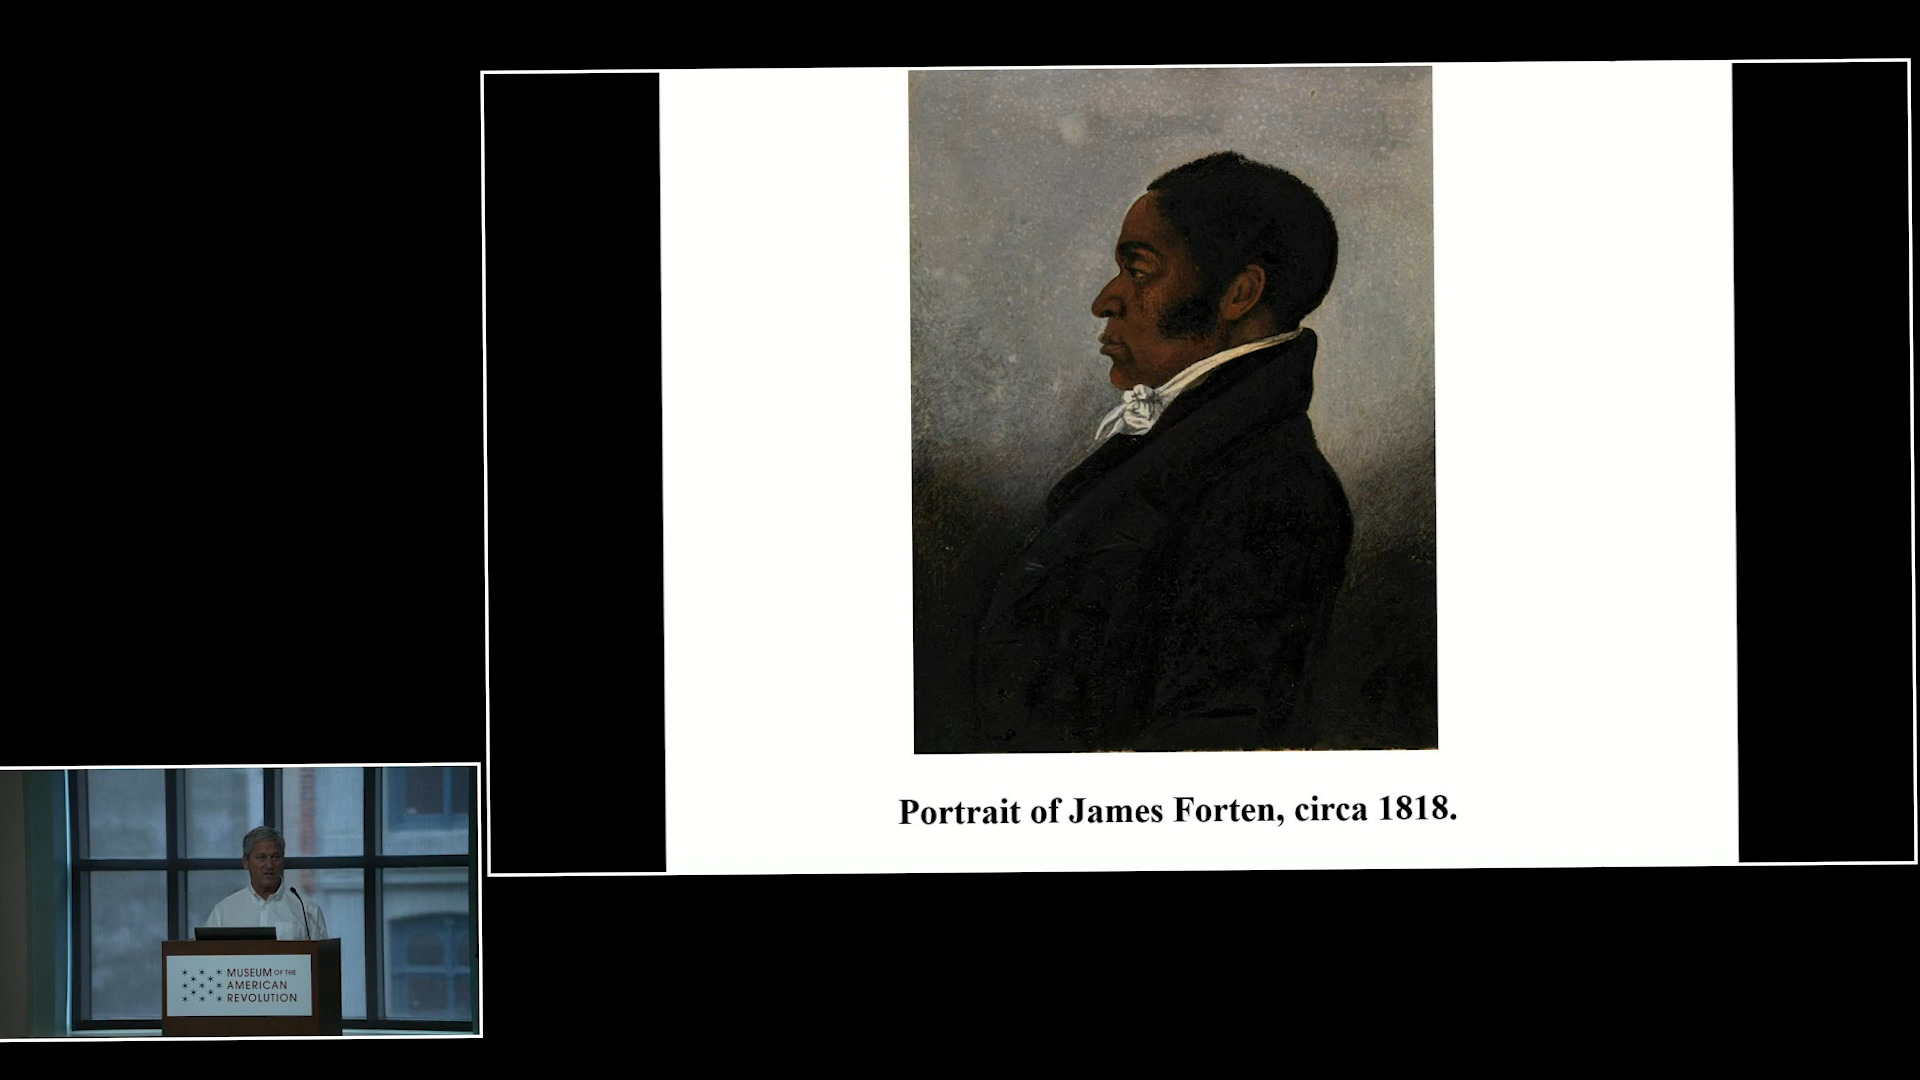 Portrait of James Forten, circa 1818.
MUSEUM OF THE
AMERICAN
REVOLUTION